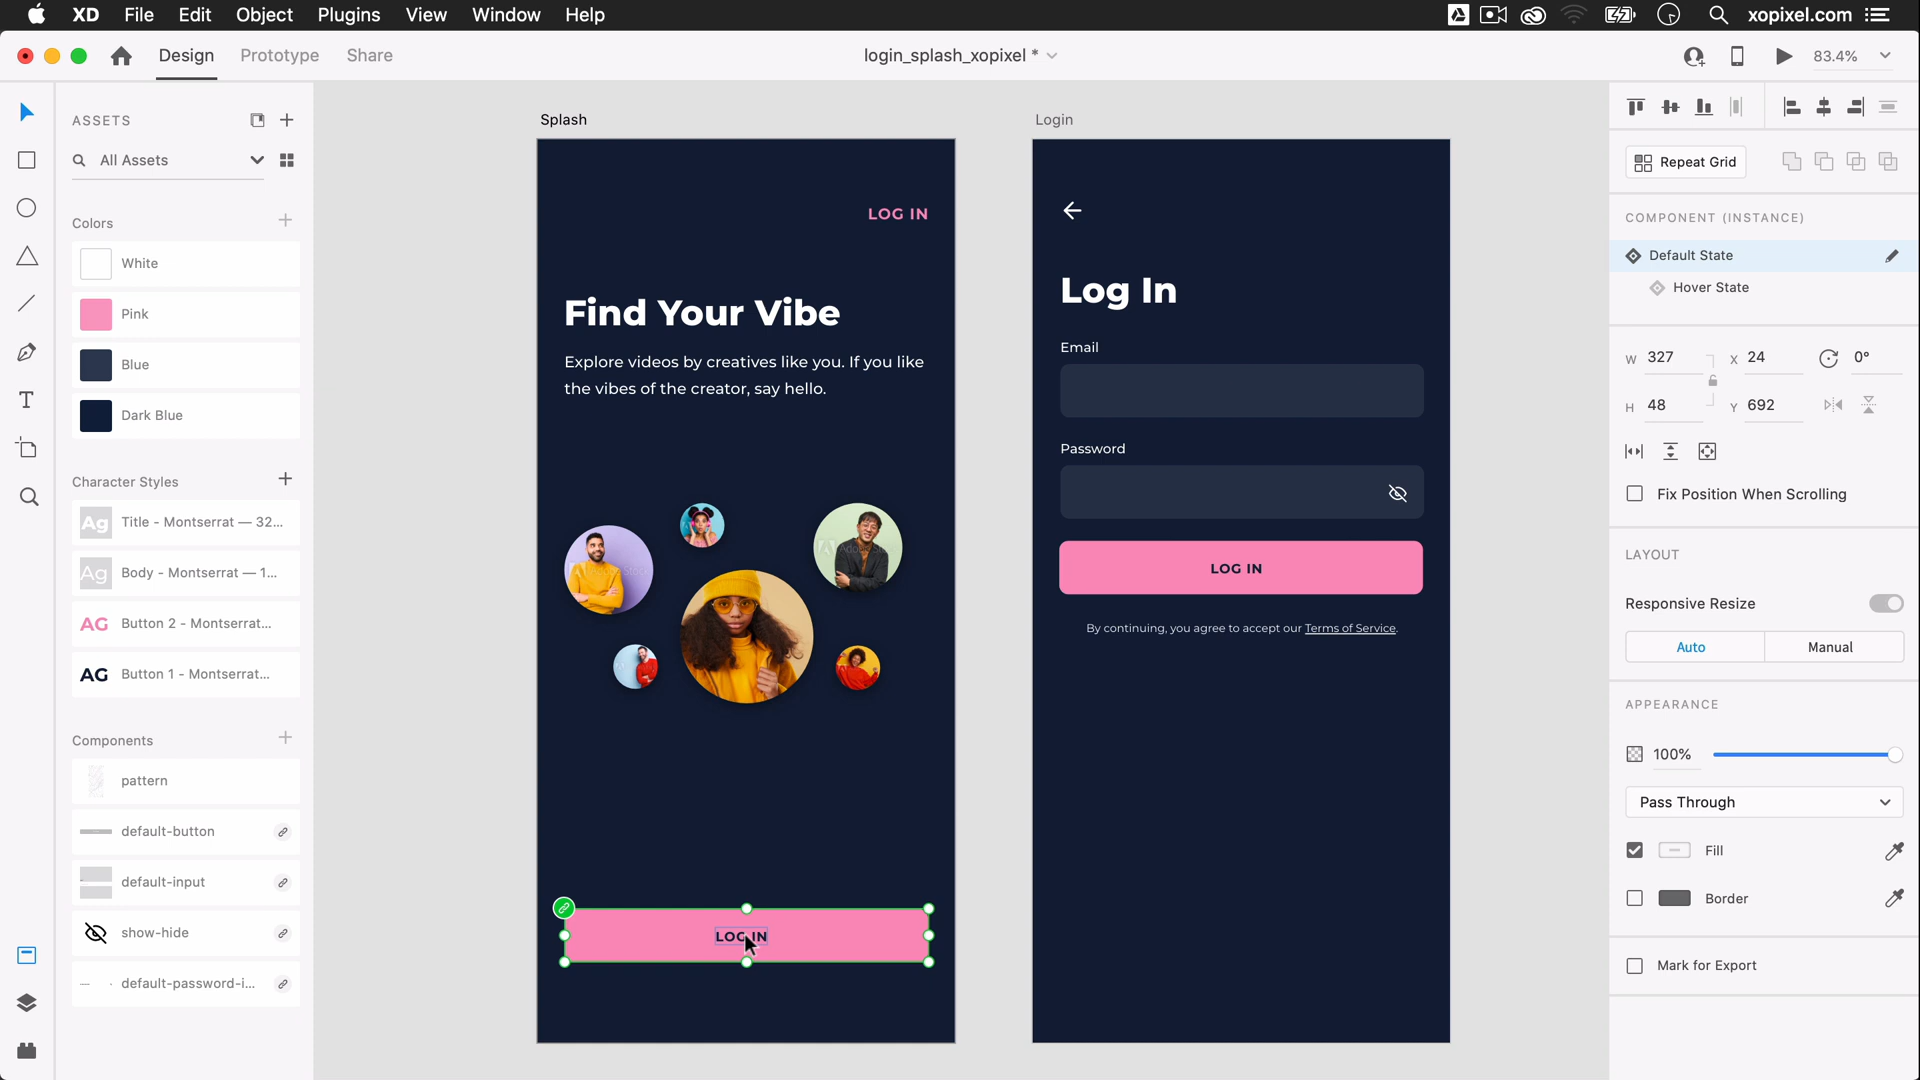 XD File Edit Object Plugins View Window Help xopixel.com
Design Prototype Share login_splash_xopixel * 83.4%
ASSETS
All Assets
Colors
White
Pink
Blue
Dark Blue
Character Styles
Ag Title - Montserrat — 32...
Ag Body - Montserrat — 1...
AG Button 2 - Montserrat...
AG Button 1 - Montserrat...
Components
pattern
default-button
default-input
show-hide
default-password-i...
Splash
LOG IN
Find Your Vibe
Explore videos by creatives like you. If you like
the vibes of the creator, say hello.
LOG IN
Login
Log In
Email
Password
LOG IN
By continuing, you agree to accept our Terms of Service.
Repeat Grid
COMPONENT (INSTANCE)
Default State
Hover State
W 327 X 24 0°
H 48 Y 692
Fix Position When Scrolling
LAYOUT
Responsive Resize
Auto Manual
APPEARANCE
100%
Pass Through
Fill
Border
Mark for Export